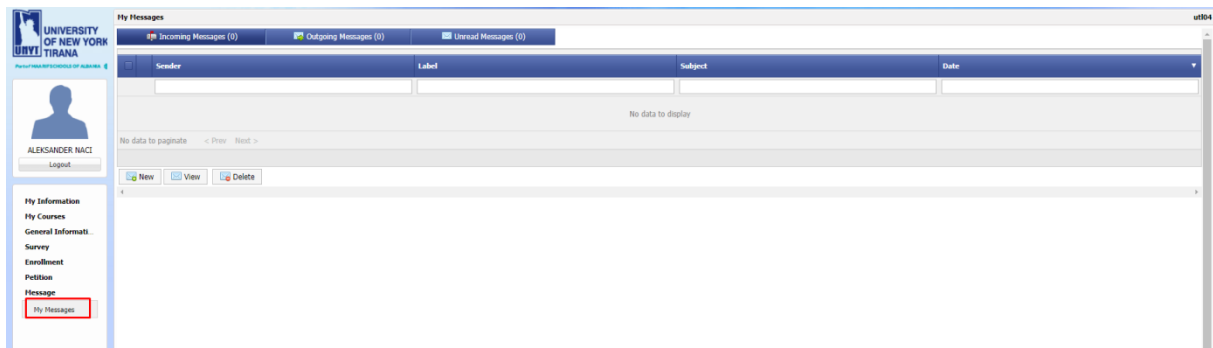 UNIVERSITY
OF NEW YORK
UNYT TIRANA
ALEKSANDER NACI
Logout
My Information
My Courses
General Informati...
Survey
Enrollment
Petition
Message
My Messages
My Messages
utl04
Incoming Messages (0) Outgoing Messages (0) Unread Messages (0)
Sender Label Subject Date
No data to display
No data to paginate < Prev Next >
New View Delete